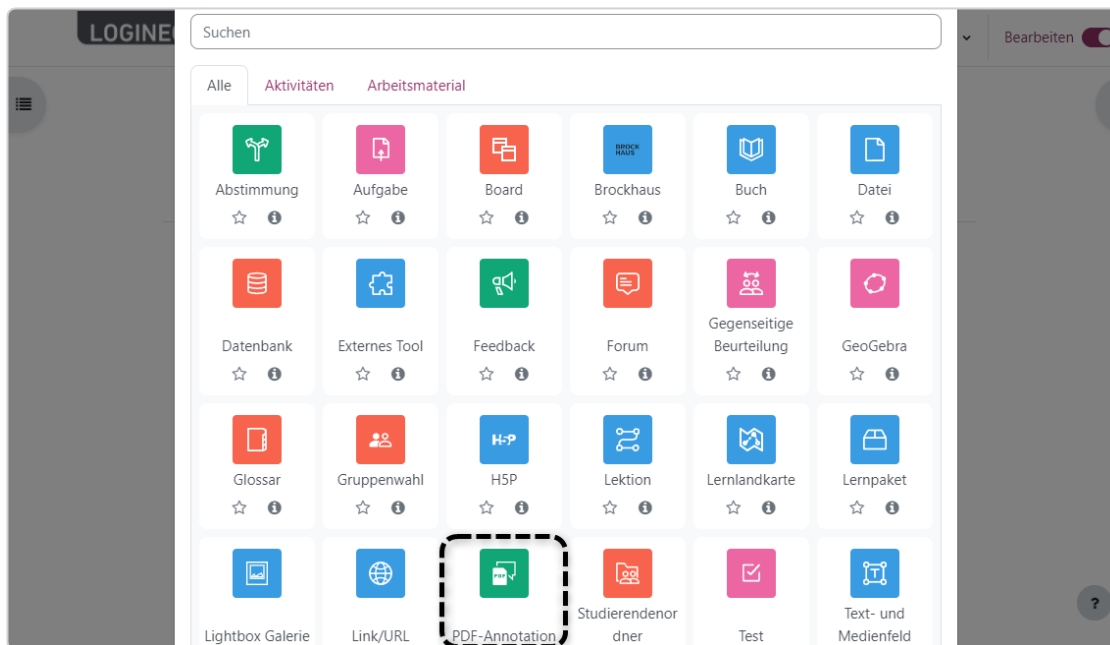 LOGINE
Suchen
Bearbeiten
Alle Aktivitäten Arbeitsmaterial
BROCK
HAUS
Abstimmung Aufgabe Board Brockhaus Buch Datei
Datenbank Externes Tool Feedback Forum Gegenseitige
Beurteilung GeoGebra
H5P
Glossar Gruppenwahl H5P Lektion Lernlandkarte Lernpaket
PDF
Lightbox Galerie Link/URL PDF-Annotation Studierendenor
dner Test Text- und
Medienfeld
?